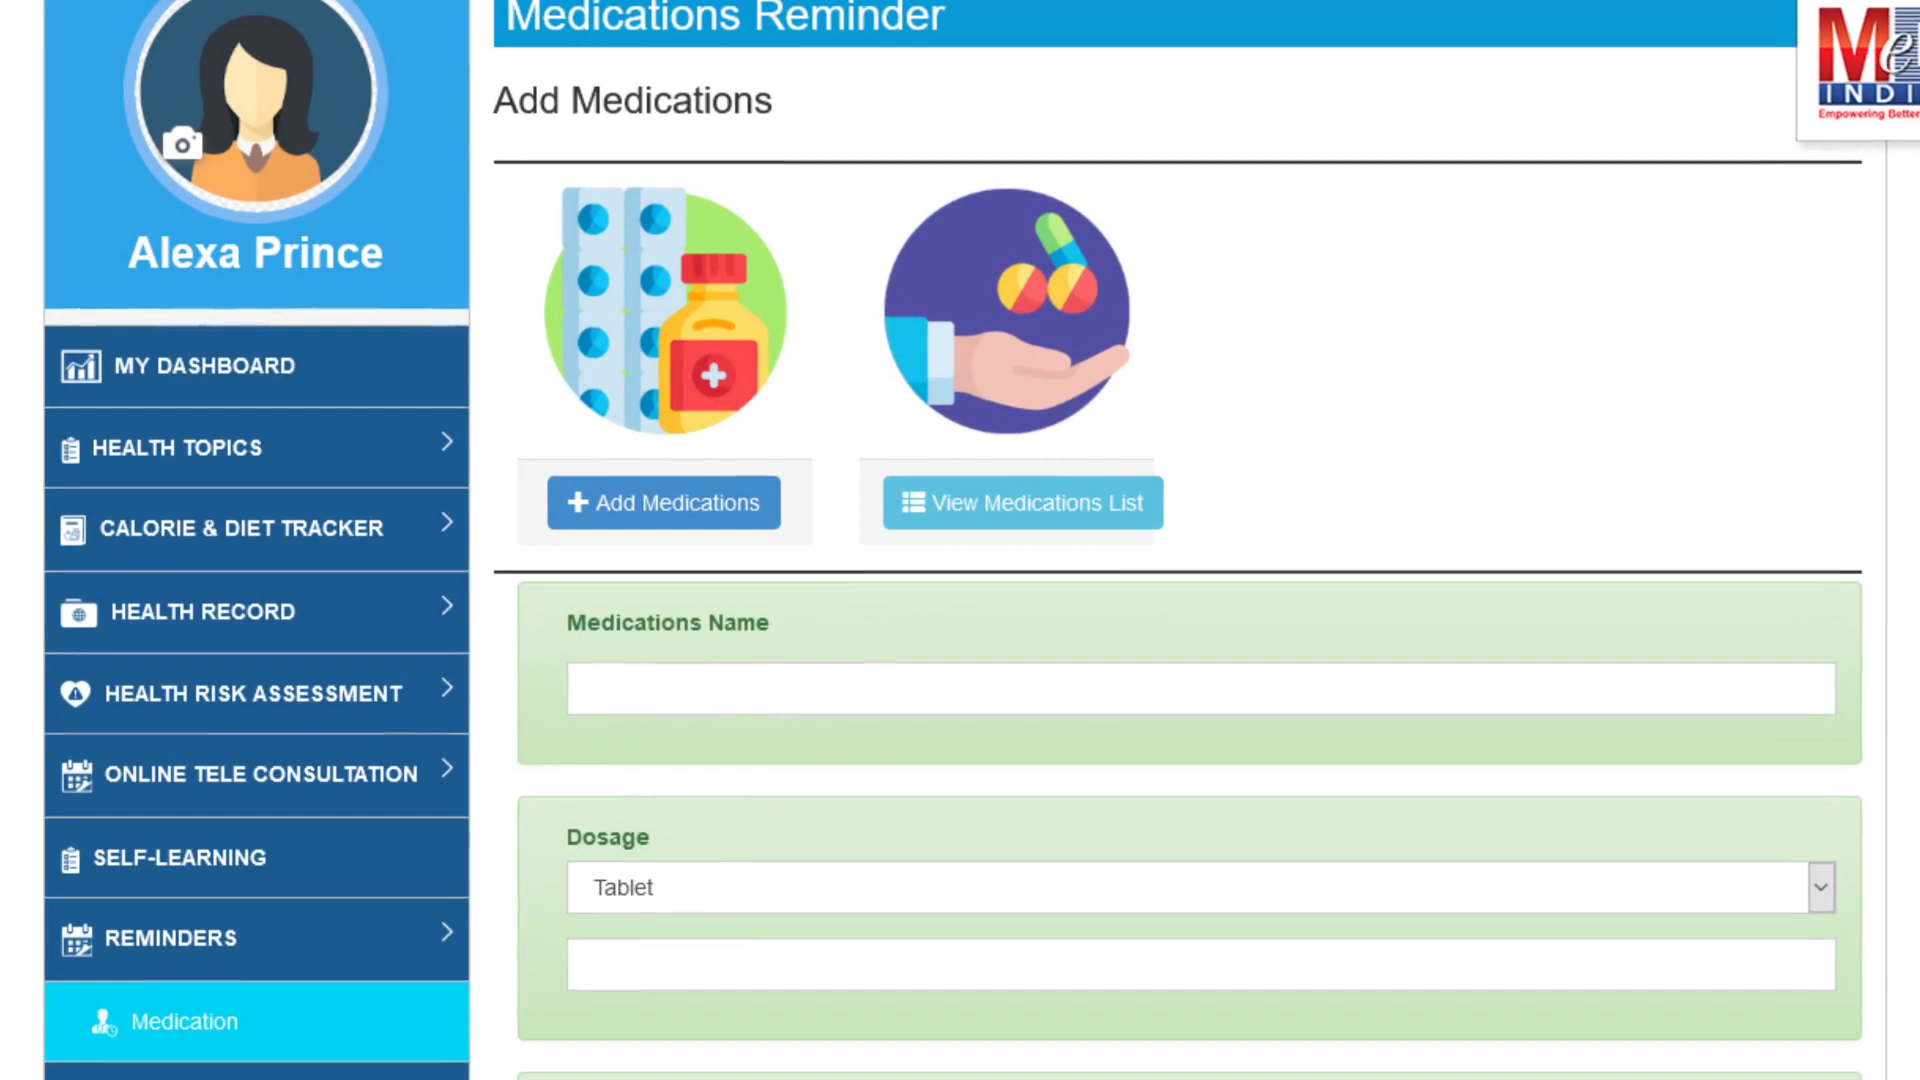 Medications Reminder
Add Medications
INDI
Empowering Better
Alexa Prince
MY DASHBOARD
HEALTH TOPICS
CALORIE & DIET TRACKER
HEALTH RECORD
HEALTH RISK ASSESSMENT
ONLINE TELE CONSULTATION
SELF-LEARNING
REMINDERS
Medication
Add Medications
View Medications List
Medications Name
Dosage
Tablet